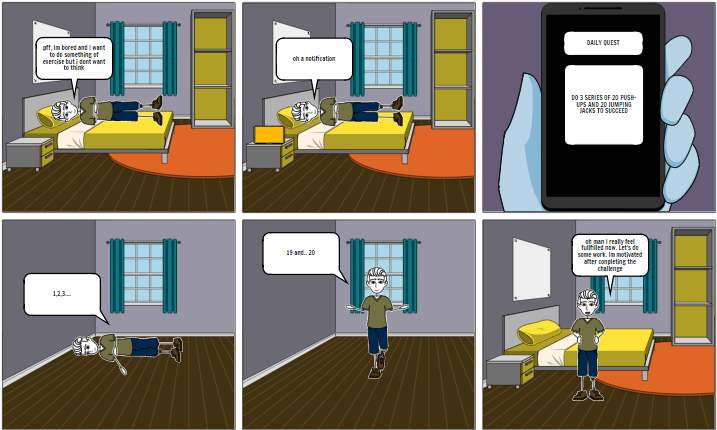 pff, im bored and i want
to do something of
exercise but i dont want
to think
oh a notification
DAILY QUEST
DO 3 SERIES OF 20 PUSH-
UPS AND 20 JUMPING
JACKS TO SUCCEED
1,2,3....
19 and.. 20
oh man i really feel
fullfilled now. Let's do
some work. Im motivated
after conpleting the
challenge